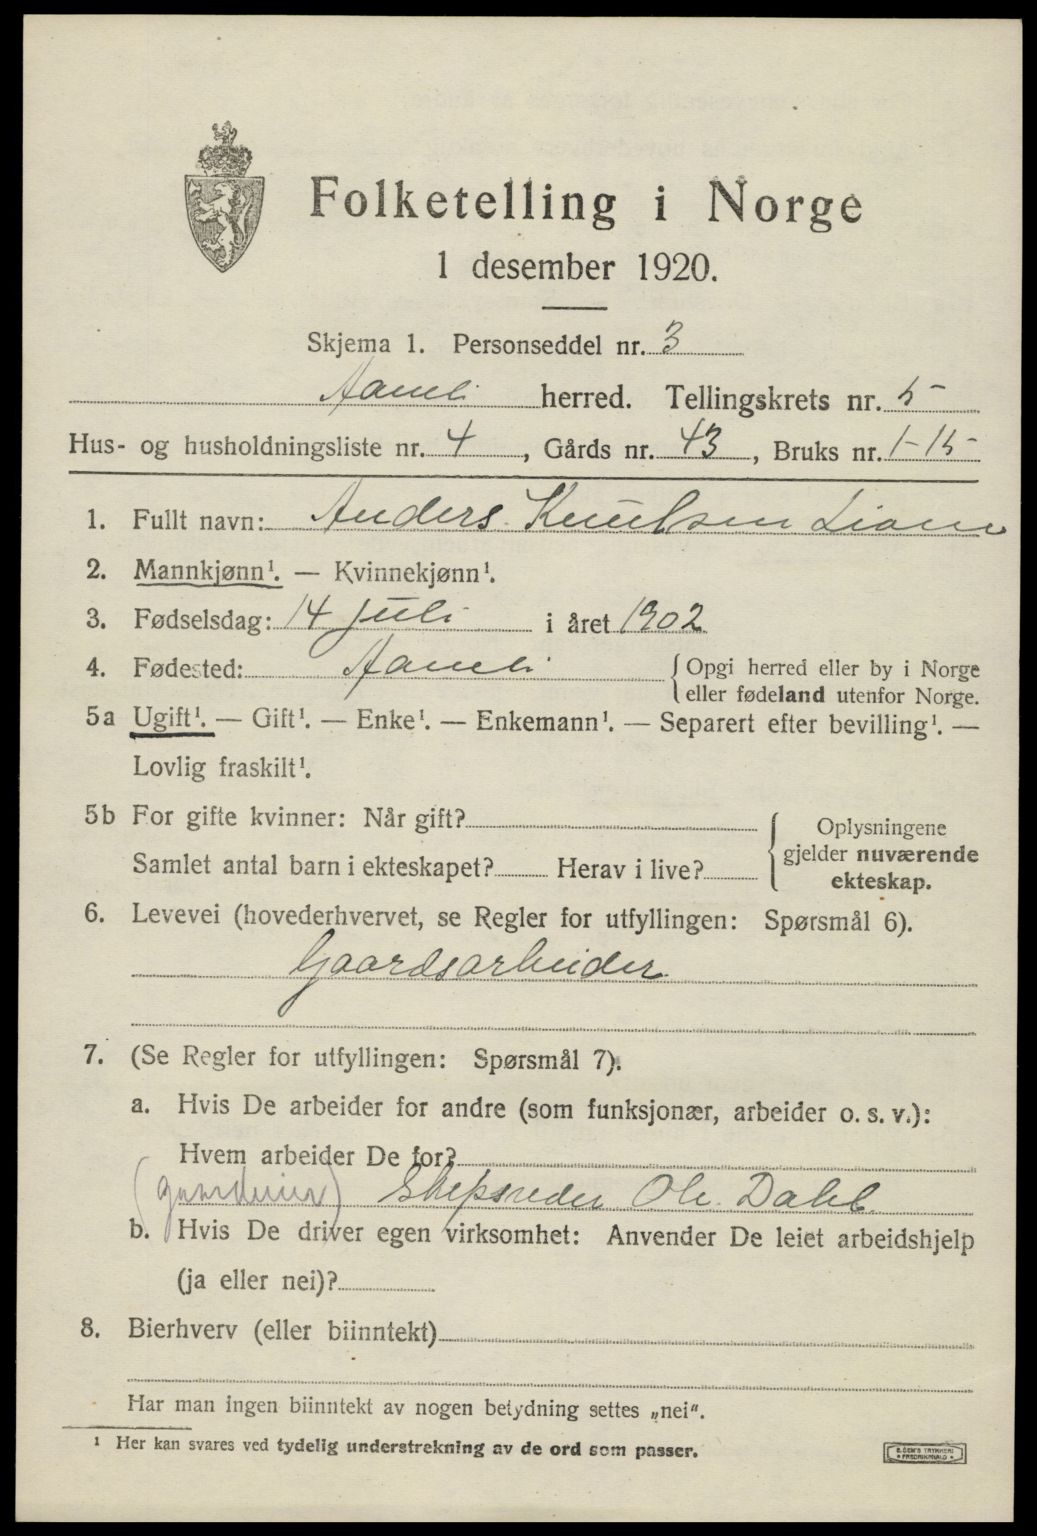 Folketelling i Norge
1 desember 1920.
Skjema 1. Personseddel nr. 3
Aamli herred. Tellingskrets nr. 5
Hus- og husholdningsliste nr. 4, Gårds nr. 43, Bruks nr. 1-15
1. Fullt navn: Anders Knutsen Liane
2. Mannkjønn¹. — Kvinnekjønn¹.
3. Fødselsdag: 14 juli i året 1902
4. Fødested: Aamli { Opgi herred eller by i Norge
eller fødeland utenfor Norge.
5a Ugift¹. — Gift¹. — Enke¹. — Enkemann¹. — Separert efter bevilling¹. —
Lovlig fraskilt¹.
5b For gifte kvinner: Når gift?
Samlet antal barn i ekteskapet? Herav i live?
{ Oplysningene
gjelder nuværende
ekteskap.
6. Levevei (hovederhvervet, se Regler for utfyllingen: Spørsmål 6).
Gaardsarbeider
7. (Se Regler for utfyllingen: Spørsmål 7).
a. Hvis De arbeider for andre (som funksjonær, arbeider o. s. v.):
Hvem arbeider De for?
(gaardeier) Skipsreder Ole Dahl
b. Hvis De driver egen virksomhet: Anvender De leiet arbeidshjelp
(ja eller nei)?
8. Bierhverv (eller biinntekt)
Har man ingen biinntekt av nogen betydning settes „nei".
¹ Her kan svares ved tydelig understrekning av de ord som passer.